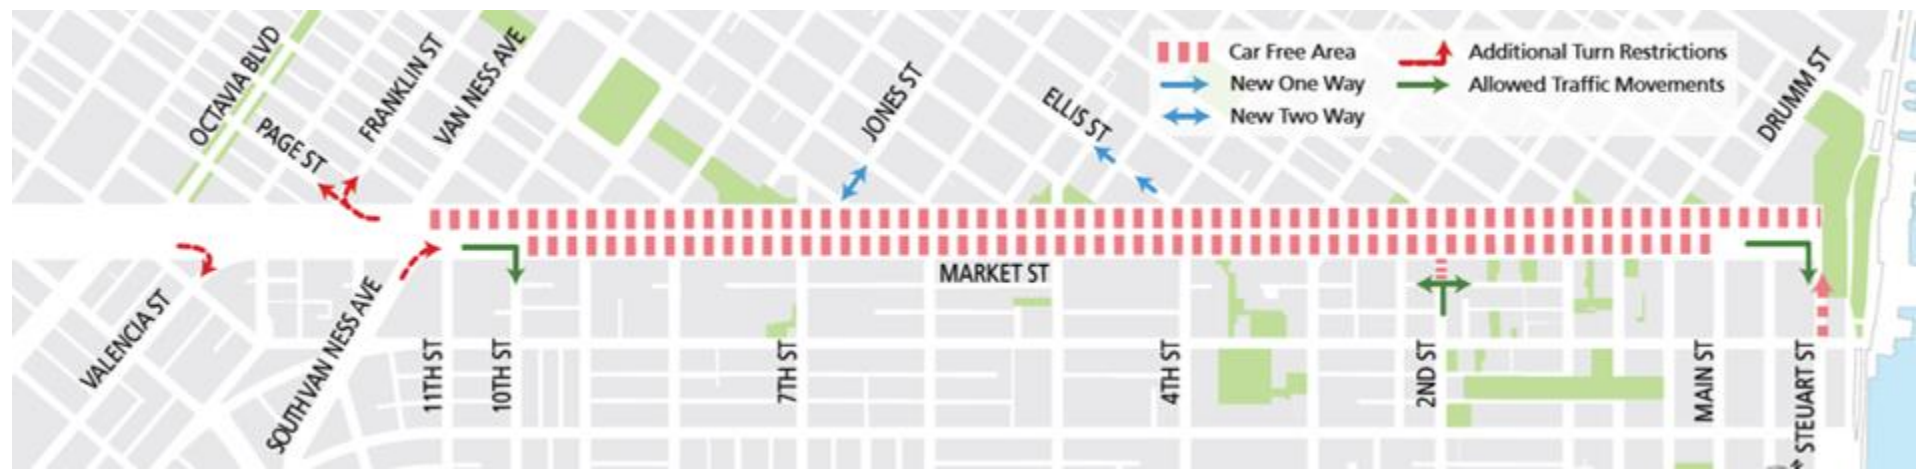 OCTAVIA BLVD
PAGE ST
FRANKLIN ST
VAN NESS AVE
JONES ST
ELLIS ST
Car Free Area
New One Way
New Two Way
Additional Turn Restrictions
Allowed Traffic Movements
DRUMM ST
MARKET ST
VALENCIA ST
SOUTH VAN NESS AVE
11TH ST
10TH ST
7TH ST
4TH ST
2ND ST
MAIN ST
STEUART ST